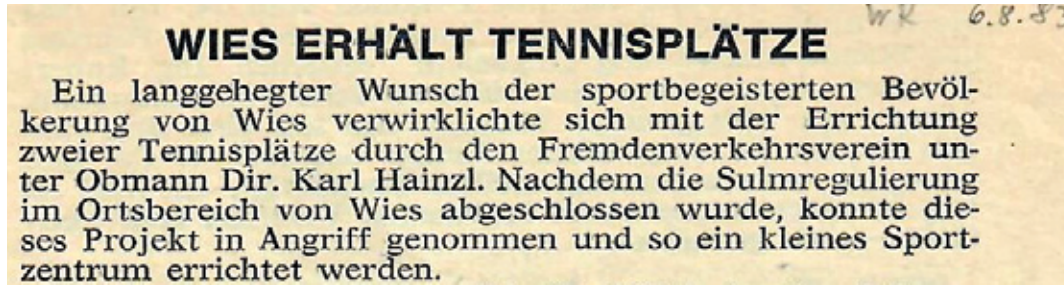 WK 6.8.83
WIES ERHÄLT TENNISPLÄTZE
Ein langgehegter Wunsch der sportbegeisterten Bevöl-
kerung von Wies verwirklichte sich mit der Errichtung
zweier Tennisplätze durch den Fremdenverkehrsverein un-
ter Obmann Dir. Karl Hainzl. Nachdem die Sulmregulierung
im Ortsbereich von Wies abgeschlossen wurde, konnte die-
ses Projekt in Angriff genommen und so ein kleines Sport-
zentrum errichtet werden.